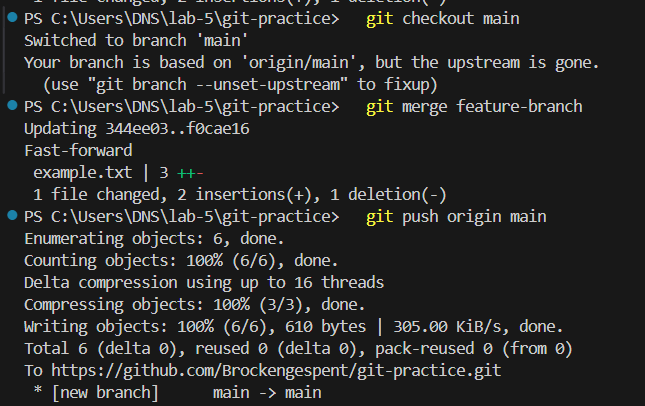 1 file changed, 2 insertions(+), 1 deletion(-)
PS C:\Users\DNS\lab-5\git-practice> git checkout main
Switched to branch 'main'
Your branch is based on 'origin/main', but the upstream is gone.
(use "git branch --unset-upstream" to fixup)
PS C:\Users\DNS\lab-5\git-practice> git merge feature-branch
Updating 344ee03..f0cae16
Fast-forward
example.txt | 3 ++-
1 file changed, 2 insertions(+), 1 deletion(-)
PS C:\Users\DNS\lab-5\git-practice> git push origin main
Enumerating objects: 6, done.
Counting objects: 100% (6/6), done.
Delta compression using up to 16 threads
Compressing objects: 100% (3/3), done.
Writing objects: 100% (6/6), 610 bytes | 305.00 KiB/s, done.
Total 6 (delta 0), reused 0 (delta 0), pack-reused 0 (from 0)
To https://github.com/Brockengespent/git-practice.git
* [new branch] main -> main